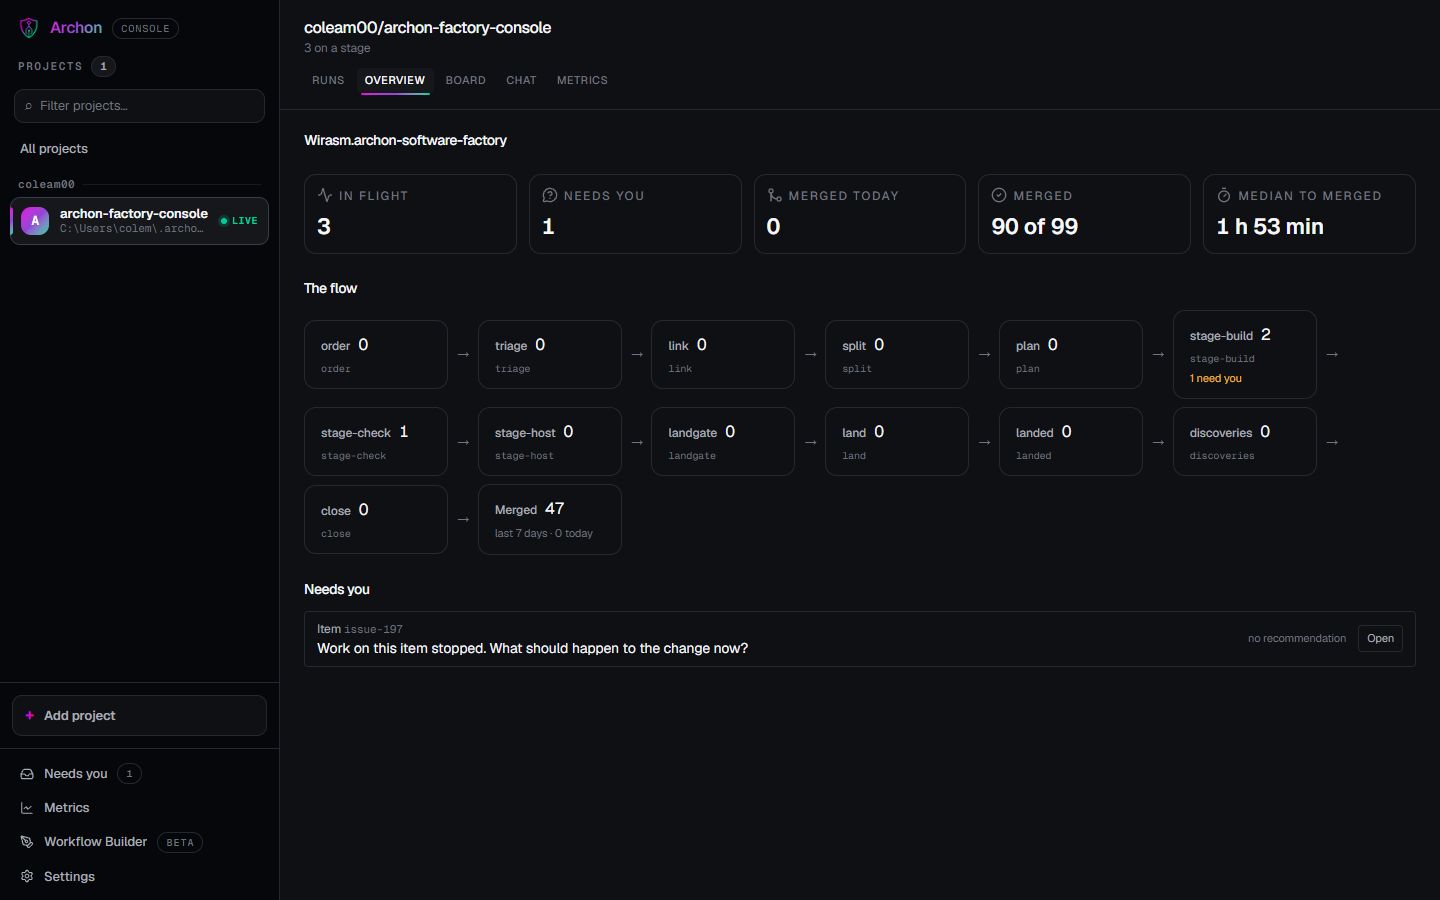 Archon CONSOLE
PROJECTS 1
Filter projects...
All projects
coleam00
A archon-factory-console LIVE
C:\Users\colem\.archo…
+ Add project
Needs you 1
Metrics
Workflow Builder BETA
Settings
coleam00/archon-factory-console
3 on a stage
RUNS OVERVIEW BOARD CHAT METRICS
Wirasm.archon-software-factory
IN FLIGHT
3
NEEDS YOU
1
MERGED TODAY
0
MERGED
90 of 99
MEDIAN TO MERGED
1 h 53 min
The flow
order 0
order
→
triage 0
triage
→
link 0
link
→
split 0
split
→
plan 0
plan
→
stage-build 2
stage-build
1 need you
→
stage-check 1
stage-check
→
stage-host 0
stage-host
→
landgate 0
landgate
→
land 0
land
→
landed 0
landed
→
discoveries 0
discoveries
→
close 0
close
→
Merged 47
last 7 days · 0 today
Needs you
Item issue-197
Work on this item stopped. What should happen to the change now?
no recommendation Open